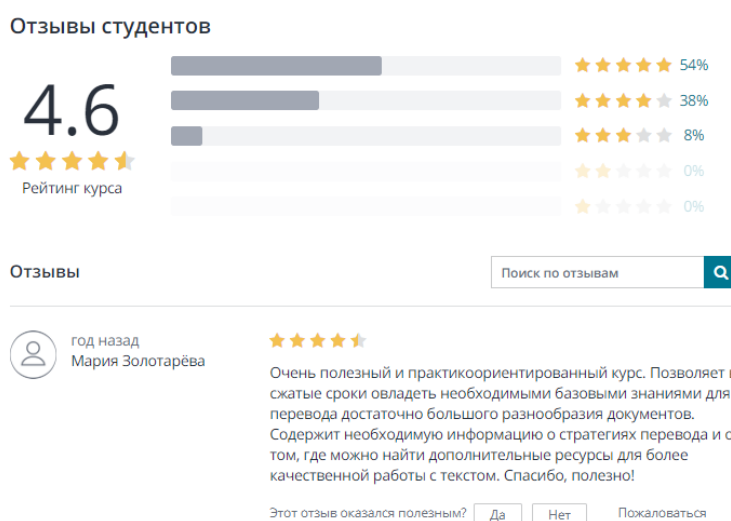 Отзывы студентов
4.6
Рейтинг курса
54%
38%
8%
0%
0%
Отзывы
Поиск по отзывам
год назад
Мария Золотарёва
Очень полезный и практикоориентированный курс. Позволяет
сжатые сроки овладеть необходимыми базовыми знаниями для
перевода достаточно большого разнообразия документов.
Содержит необходимую информацию о стратегиях перевода и
том, где можно найти дополнительные ресурсы для более
качественной работы с текстом. Спасибо, полезно!
Этот отзыв оказался полезным? Да Нет Пожаловаться